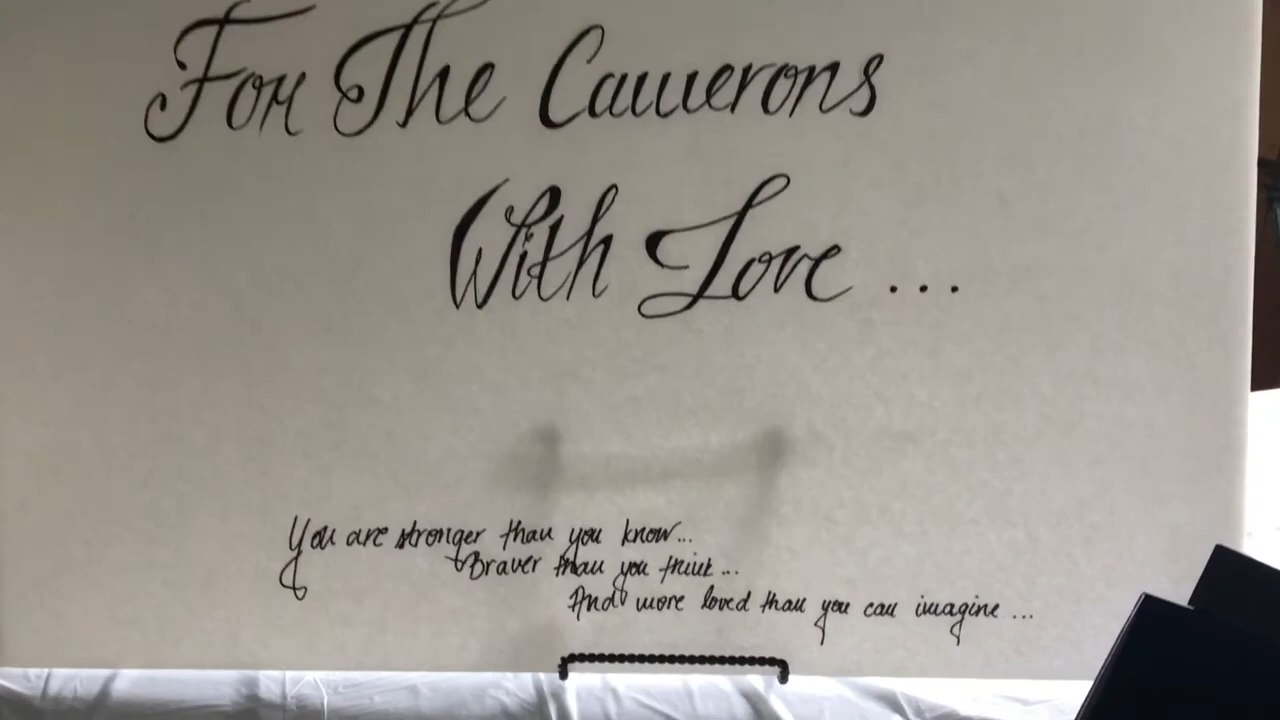 For The Camerons
With Love ...
You are stronger than you know...
Braver than you think ...
And more loved than you can imagine ...